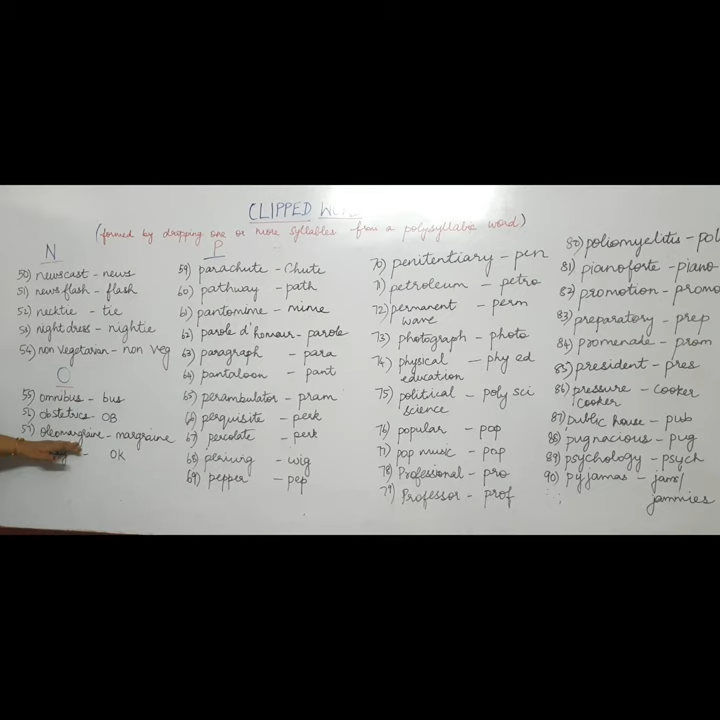 CLIPPED
(formed by dropping one or more syllables from a polysyllabic word)
N
50) newscast - news
51) newsflash - flash
52) necktie - tie
53) nightdress - nightie
54) non vegetarian - non veg
O
55) omnibus - bus
56) obstetrics - OB
57) oleomargraine - margraine
OK
P
59) parachute - chute
60) pathway - path
61) pantomime - mime
62) parole d'honour - parole
63) paragraph - para
64) pantaloon - pant
65) perambulator - pram
66) perquisite - perk
67) percolate - perk
68) periwig - wig
69) pepper - pep
70) penitentiary - pen
71) petroleum - petro
72) permanent - perm
wave
73) photograph - photo
74) physical - phy ed
education
75) political - poly sci
science
76) popular - pop
77) pop music - pop
78) Professional - pro
79) Professor - prof
80) poliomyelitis - pol
81) pianoforte - piano
82) promotion - promo
83) preparatory - prep
84) promenade - prom
85) president - pres
86) pressure - cooker
cooker
87) public house - pub
88) pugnacious - pug
89) psychology - psych
90) pyjamas - jams/
jammies